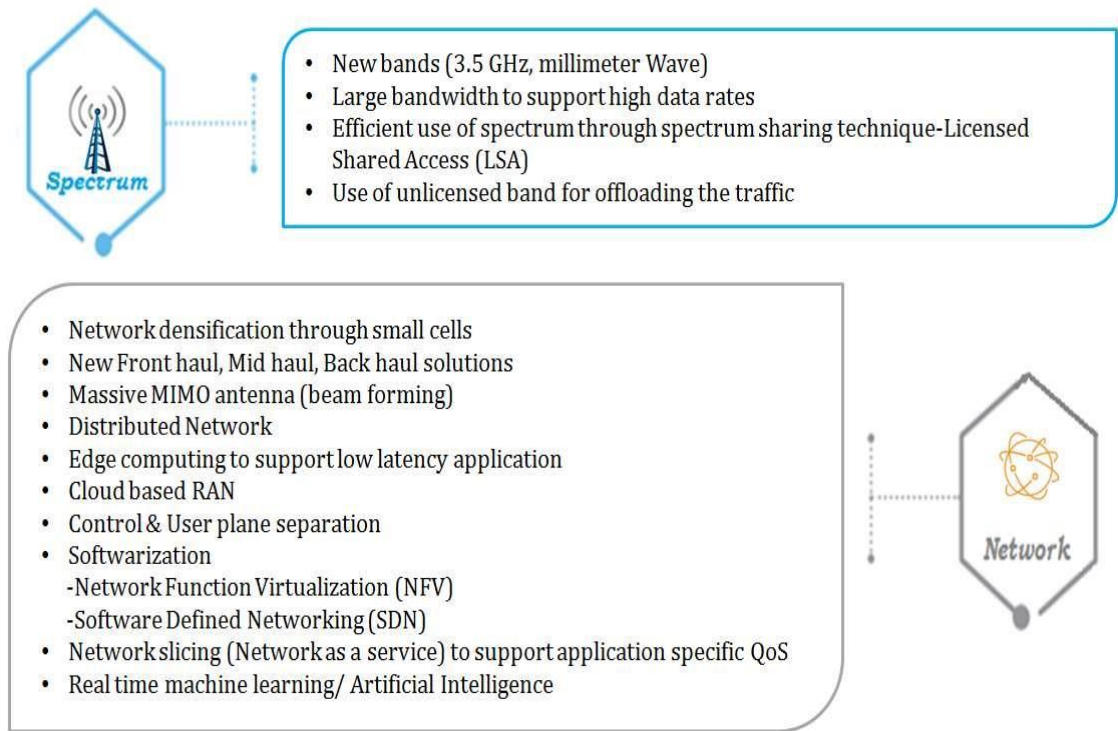 Spectrum
• New bands (3.5 GHz, millimeter Wave)
• Large bandwidth to support high data rates
• Efficient use of spectrum through spectrum sharing technique-Licensed
Shared Access (LSA)
• Use of unlicensed band for offloading the traffic
• Network densification through small cells
• New Front haul, Mid haul, Back haul solutions
• Massive MIMO antenna (beam forming)
• Distributed Network
• Edge computing to support low latency application
• Cloud based RAN
• Control & User plane separation
• Softwarization
-Network Function Virtualization (NFV)
-Software Defined Networking (SDN)
• Network slicing (Network as a service) to support application specific QoS
• Real time machine learning/ Artificial Intelligence
Network